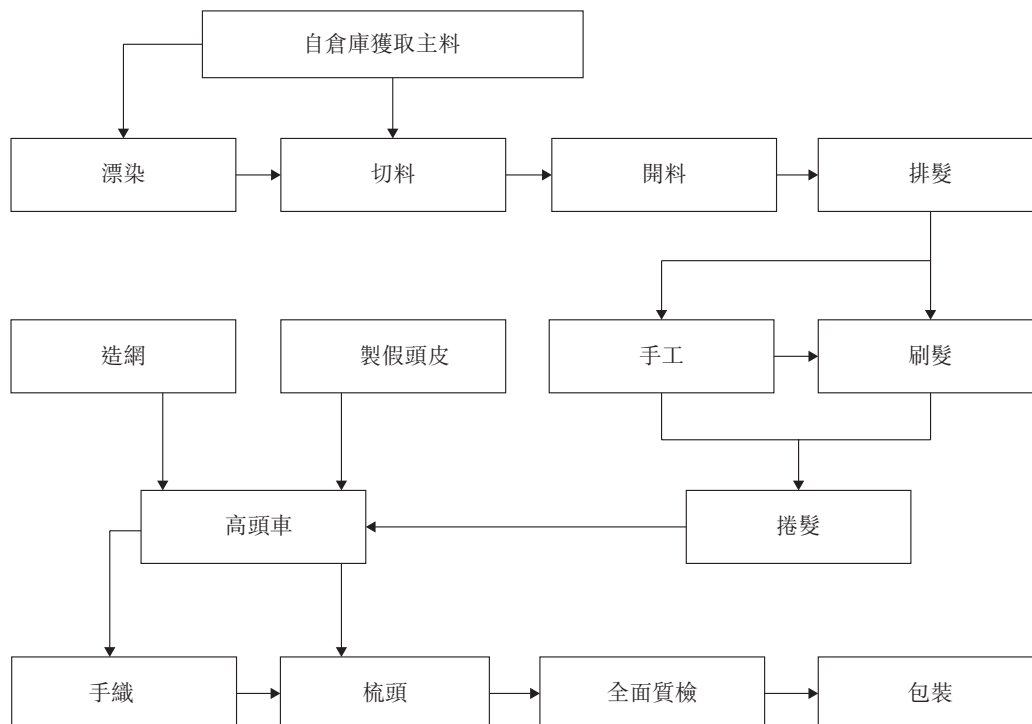 自倉庫獲取主料
漂染
切料
開料
排髮
造網
製假頭皮
手工
刷髮
高頭車
捲髮
手織
梳頭
全面質檢
包裝